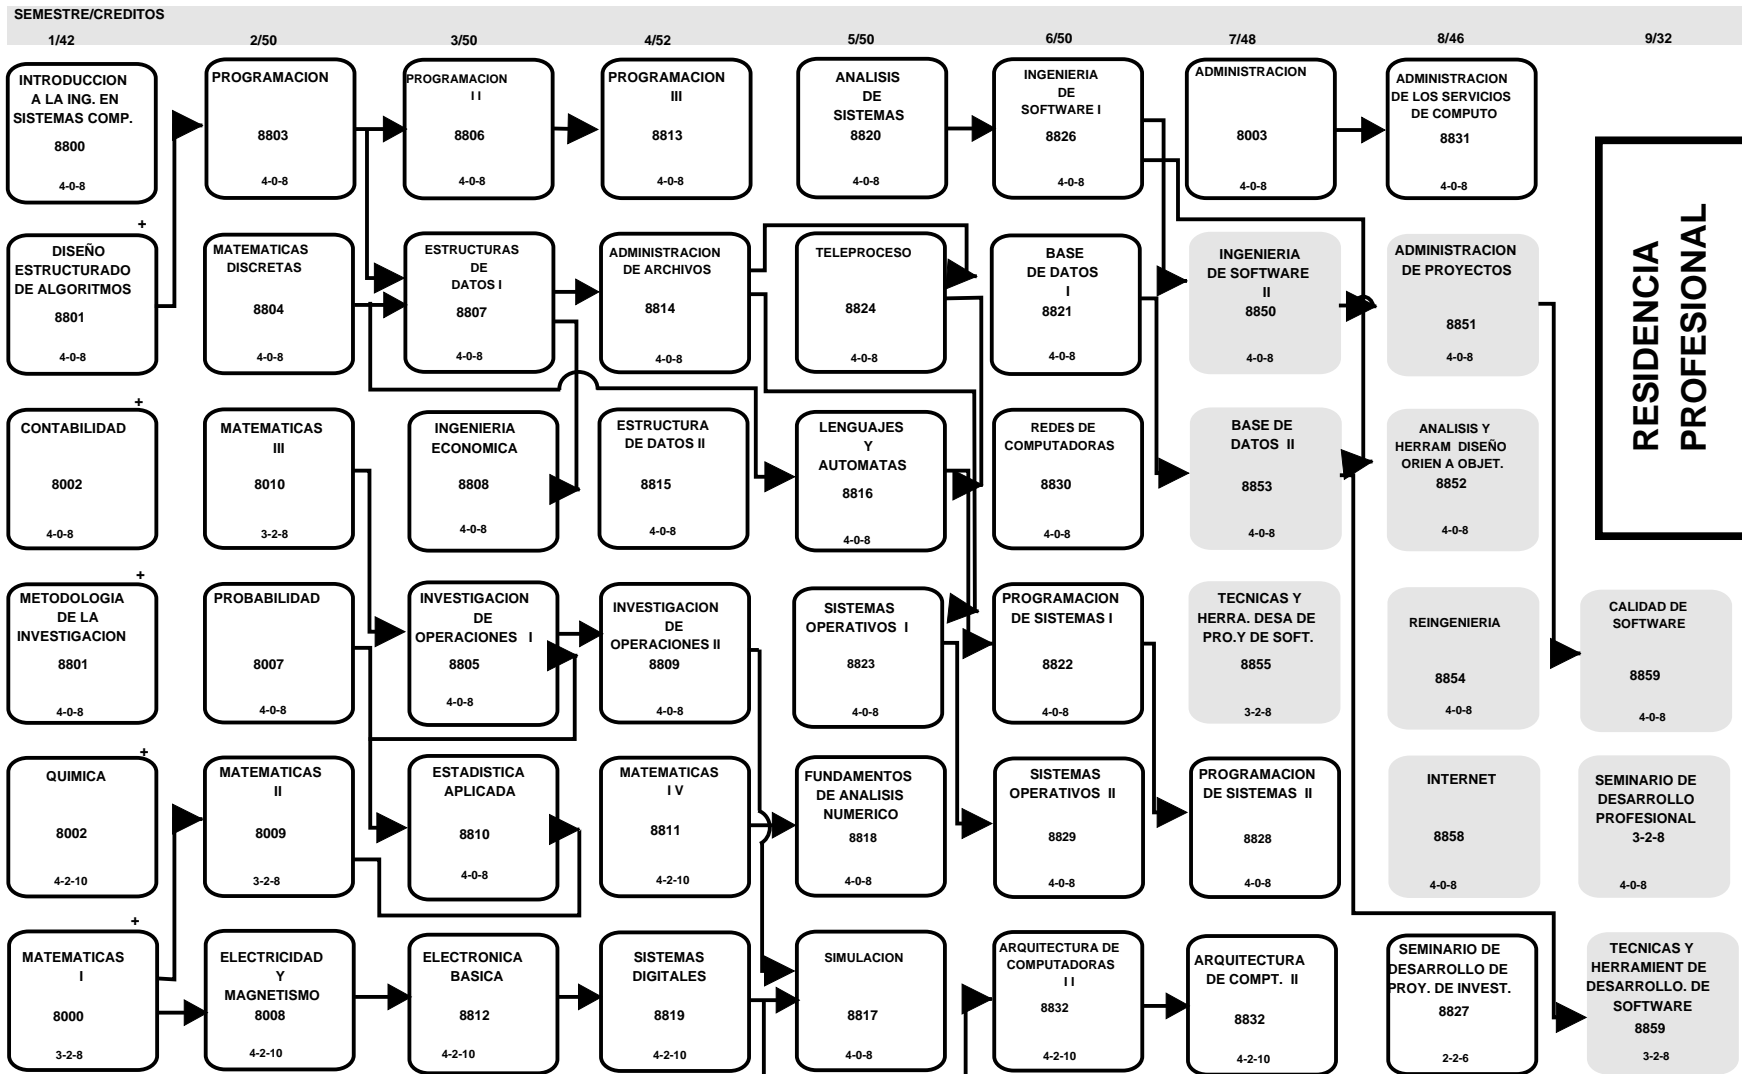 SEMESTRE/CREDITOS
1/42 2/50 3/50 4/52 5/50 6/50 7/48 8/46 9/32
INTRODUCCION
A LA ING. EN
SISTEMAS COMP.
8800
4-0-8
PROGRAMACION
8803
4-0-8
PROGRAMACION
I I
8806
4-0-8
PROGRAMACION
III
8813
4-0-8
ANALISIS
DE
SISTEMAS
8820
4-0-8
INGENIERIA
DE
SOFTWARE I
8826
4-0-8
ADMINISTRACION
8003
4-0-8
ADMINISTRACION
DE LOS SERVICIOS
DE COMPUTO
8831
4-0-8
RESIDENCIA
PROFESIONAL
+
DISEÑO
ESTRUCTURADO
DE ALGORITMOS
8801
4-0-8
MATEMATICAS
DISCRETAS
8804
4-0-8
ESTRUCTURAS
DE
DATOS I
8807
4-0-8
ADMINISTRACION
DE ARCHIVOS
8814
4-0-8
TELEPROCESO
8824
4-0-8
BASE
DE DATOS
I
8821
4-0-8
INGENIERIA
DE SOFTWARE
II
8850
4-0-8
ADMINISTRACION
DE PROYECTOS
8851
4-0-8
+
CONTABILIDAD
8002
4-0-8
MATEMATICAS
III
8010
3-2-8
INGENIERIA
ECONOMICA
8808
4-0-8
ESTRUCTURA
DE DATOS II
8815
4-0-8
LENGUAJES
Y
AUTOMATAS
8816
4-0-8
REDES DE
COMPUTADORAS
8830
4-0-8
BASE DE
DATOS II
8853
4-0-8
ANALISIS Y
HERRAM DISEÑO
ORIEN A OBJET.
8852
4-0-8
+
METODOLOGIA
DE LA
INVESTIGACION
8801
4-0-8
PROBABILIDAD
8007
4-0-8
INVESTIGACION
DE
OPERACIONES I
8805
4-0-8
INVESTIGACION
DE
OPERACIONES II
8809
4-0-8
SISTEMAS
OPERATIVOS I
8823
4-0-8
PROGRAMACION
DE SISTEMAS I
8822
4-0-8
TECNICAS Y
HERRA. DESA DE
PRO.Y DE SOFT.
8855
3-2-8
REINGENIERIA
8854
4-0-8
CALIDAD DE
SOFTWARE
8859
4-0-8
+
QUIMICA
8002
4-2-10
MATEMATICAS
II
8009
3-2-8
ESTADISTICA
APLICADA
8810
4-0-8
MATEMATICAS
I V
8811
4-2-10
FUNDAMENTOS
DE ANALISIS
NUMERICO
8818
4-0-8
SISTEMAS
OPERATIVOS II
8829
4-0-8
PROGRAMACION
DE SISTEMAS II
8828
4-0-8
INTERNET
8858
4-0-8
SEMINARIO DE
DESARROLLO
PROFESIONAL
3-2-8
4-0-8
+
MATEMATICAS
I
8000
3-2-8
ELECTRICIDAD
Y
MAGNETISMO
8008
4-2-10
ELECTRONICA
BASICA
8812
4-2-10
SISTEMAS
DIGITALES
8819
4-2-10
SIMULACION
8817
4-0-8
ARQUITECTURA DE
COMPUTADORAS
I I
8832
4-2-10
ARQUITECTURA
DE COMPT. II
8832
4-2-10
SEMINARIO DE
DESARROLLO DE
PROY. DE INVEST.
8827
2-2-6
TECNICAS Y
HERRAMIENT DE
DESARROLLO. DE
SOFTWARE
8859
3-2-8